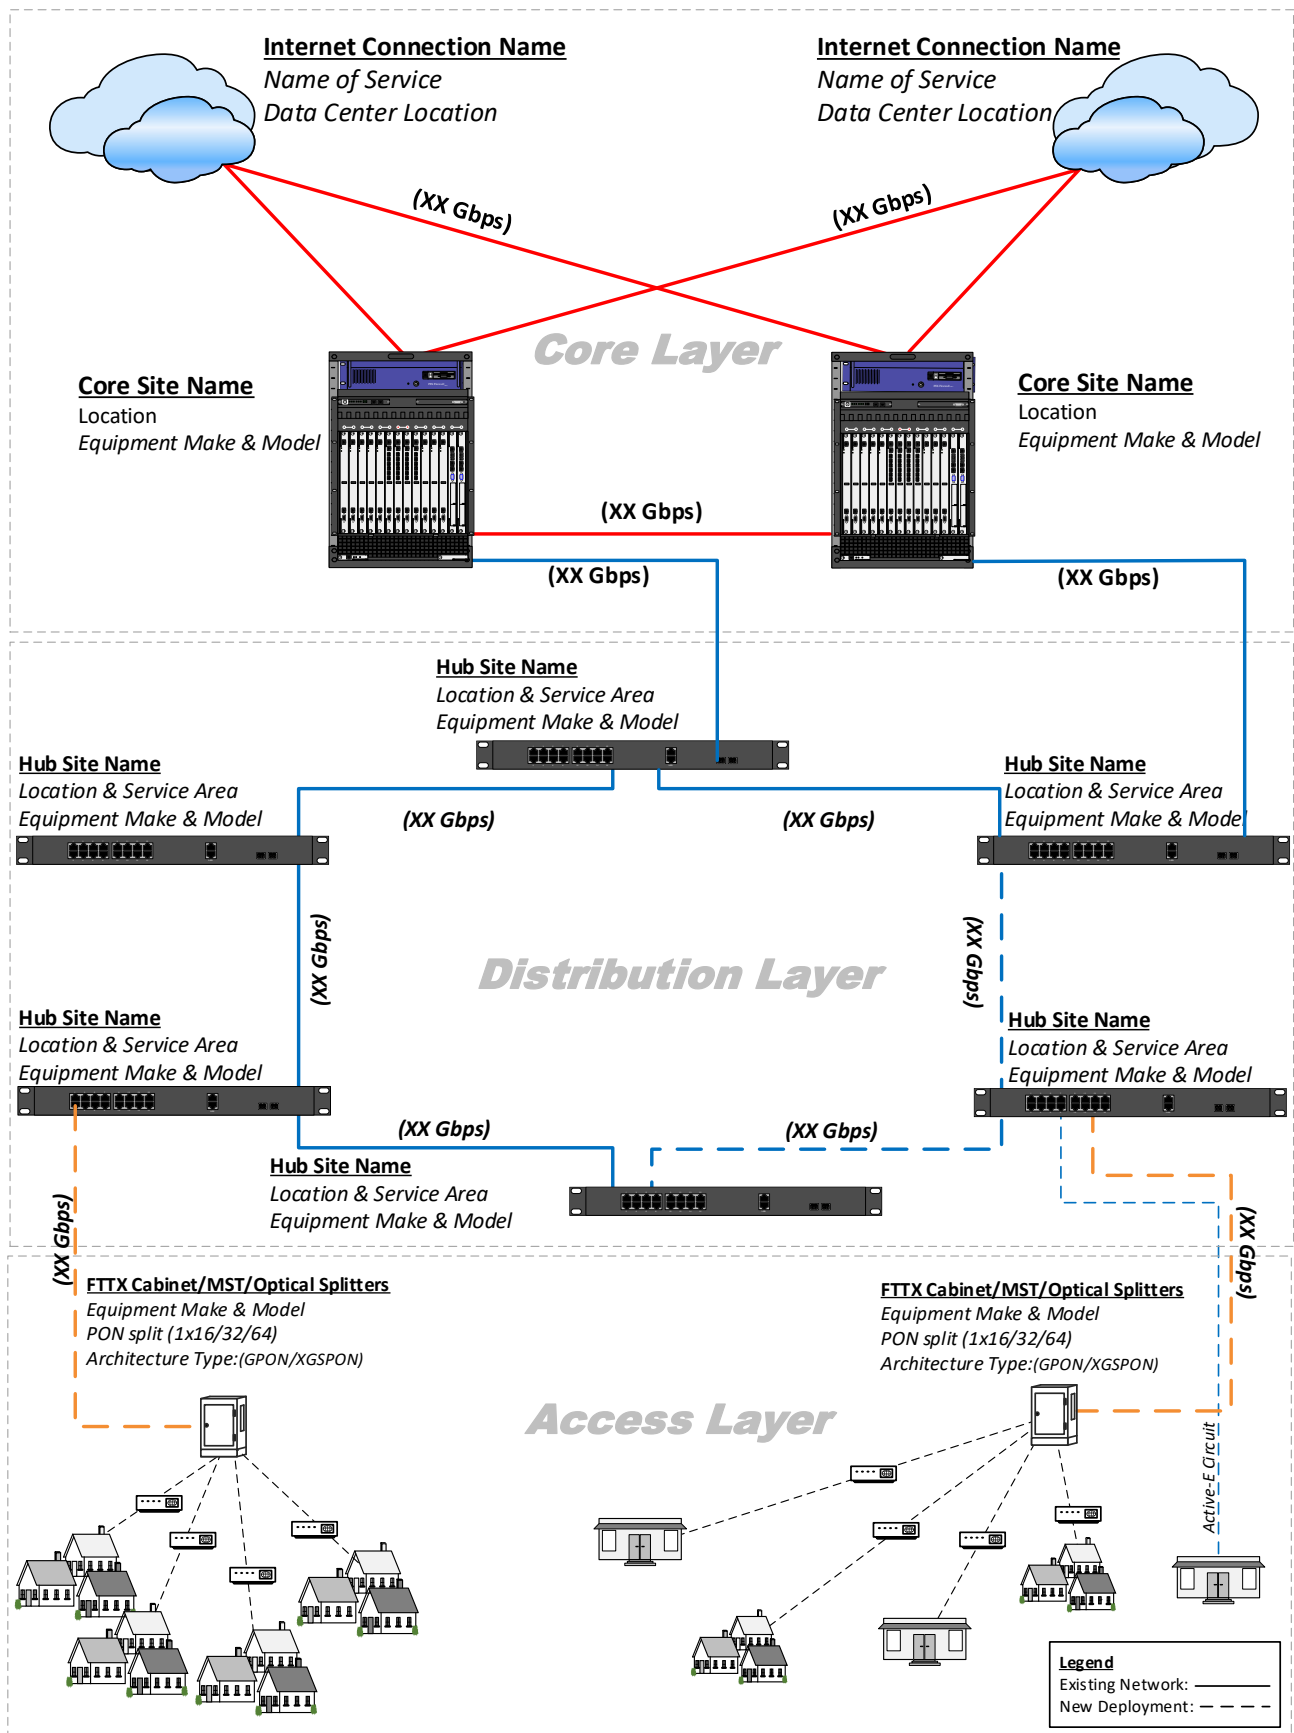 Internet Connection Name
Name of Service
Data Center Location
Internet Connection Name
Name of Service
Data Center Location
(XX Gbps)
(XX Gbps)
Core Layer
Core Site Name
Location
Equipment Make & Model
Core Site Name
Location
Equipment Make & Model
(XX Gbps)
(XX Gbps)
(XX Gbps)
Hub Site Name
Location & Service Area
Equipment Make & Model
Hub Site Name
Location & Service Area
Equipment Make & Model
Hub Site Name
Location & Service Area
Equipment Make & Model
(XX Gbps)
(XX Gbps)
(XX Gbps)
(XX Gbps)
Distribution Layer
Hub Site Name
Location & Service Area
Equipment Make & Model
Hub Site Name
Location & Service Area
Equipment Make & Model
(XX Gbps)
(XX Gbps)
Hub Site Name
Location & Service Area
Equipment Make & Model
(XX Gbps)
(XX Gbps)
FTTX Cabinet/MST/Optical Splitters
Equipment Make & Model
PON split (1x16/32/64)
Architecture Type:(GPON/XGSPON)
FTTX Cabinet/MST/Optical Splitters
Equipment Make & Model
PON split (1x16/32/64)
Architecture Type:(GPON/XGSPON)
Access Layer
Active-E Circuit
Legend
Existing Network:
New Deployment: